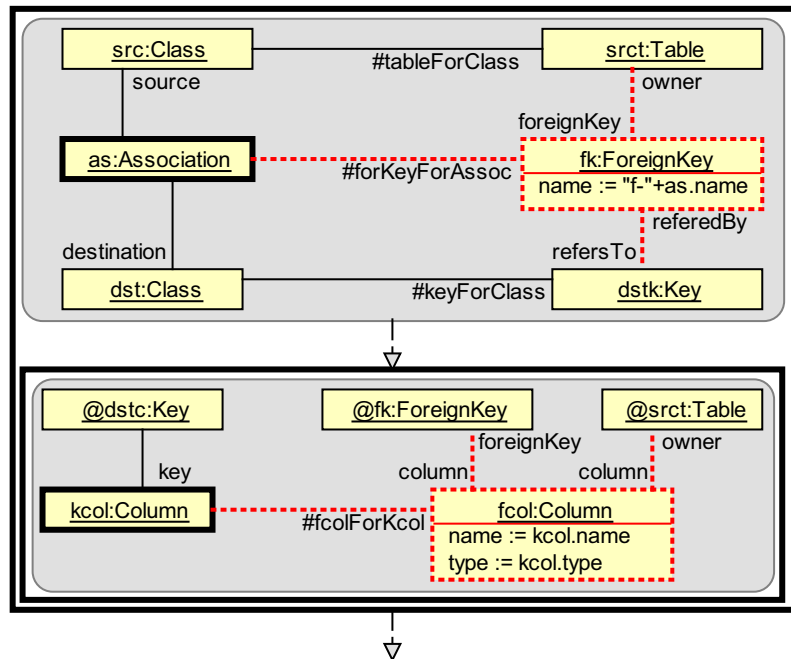 src:Class
srct:Table
#tableForClass
source
owner
foreignKey
as:Association
fk:ForeignKey
#forKeyForAssoc
name := "f-"+as.name
referedBy
destination
refersTo
dst:Class
dstk:Key
#keyForClass
@dstc:Key
@fk:ForeignKey
@srct:Table
foreignKey
owner
key
column
column
kcol:Column
fcol:Column
#fcolForKcol
name := kcol.name
type := kcol.type